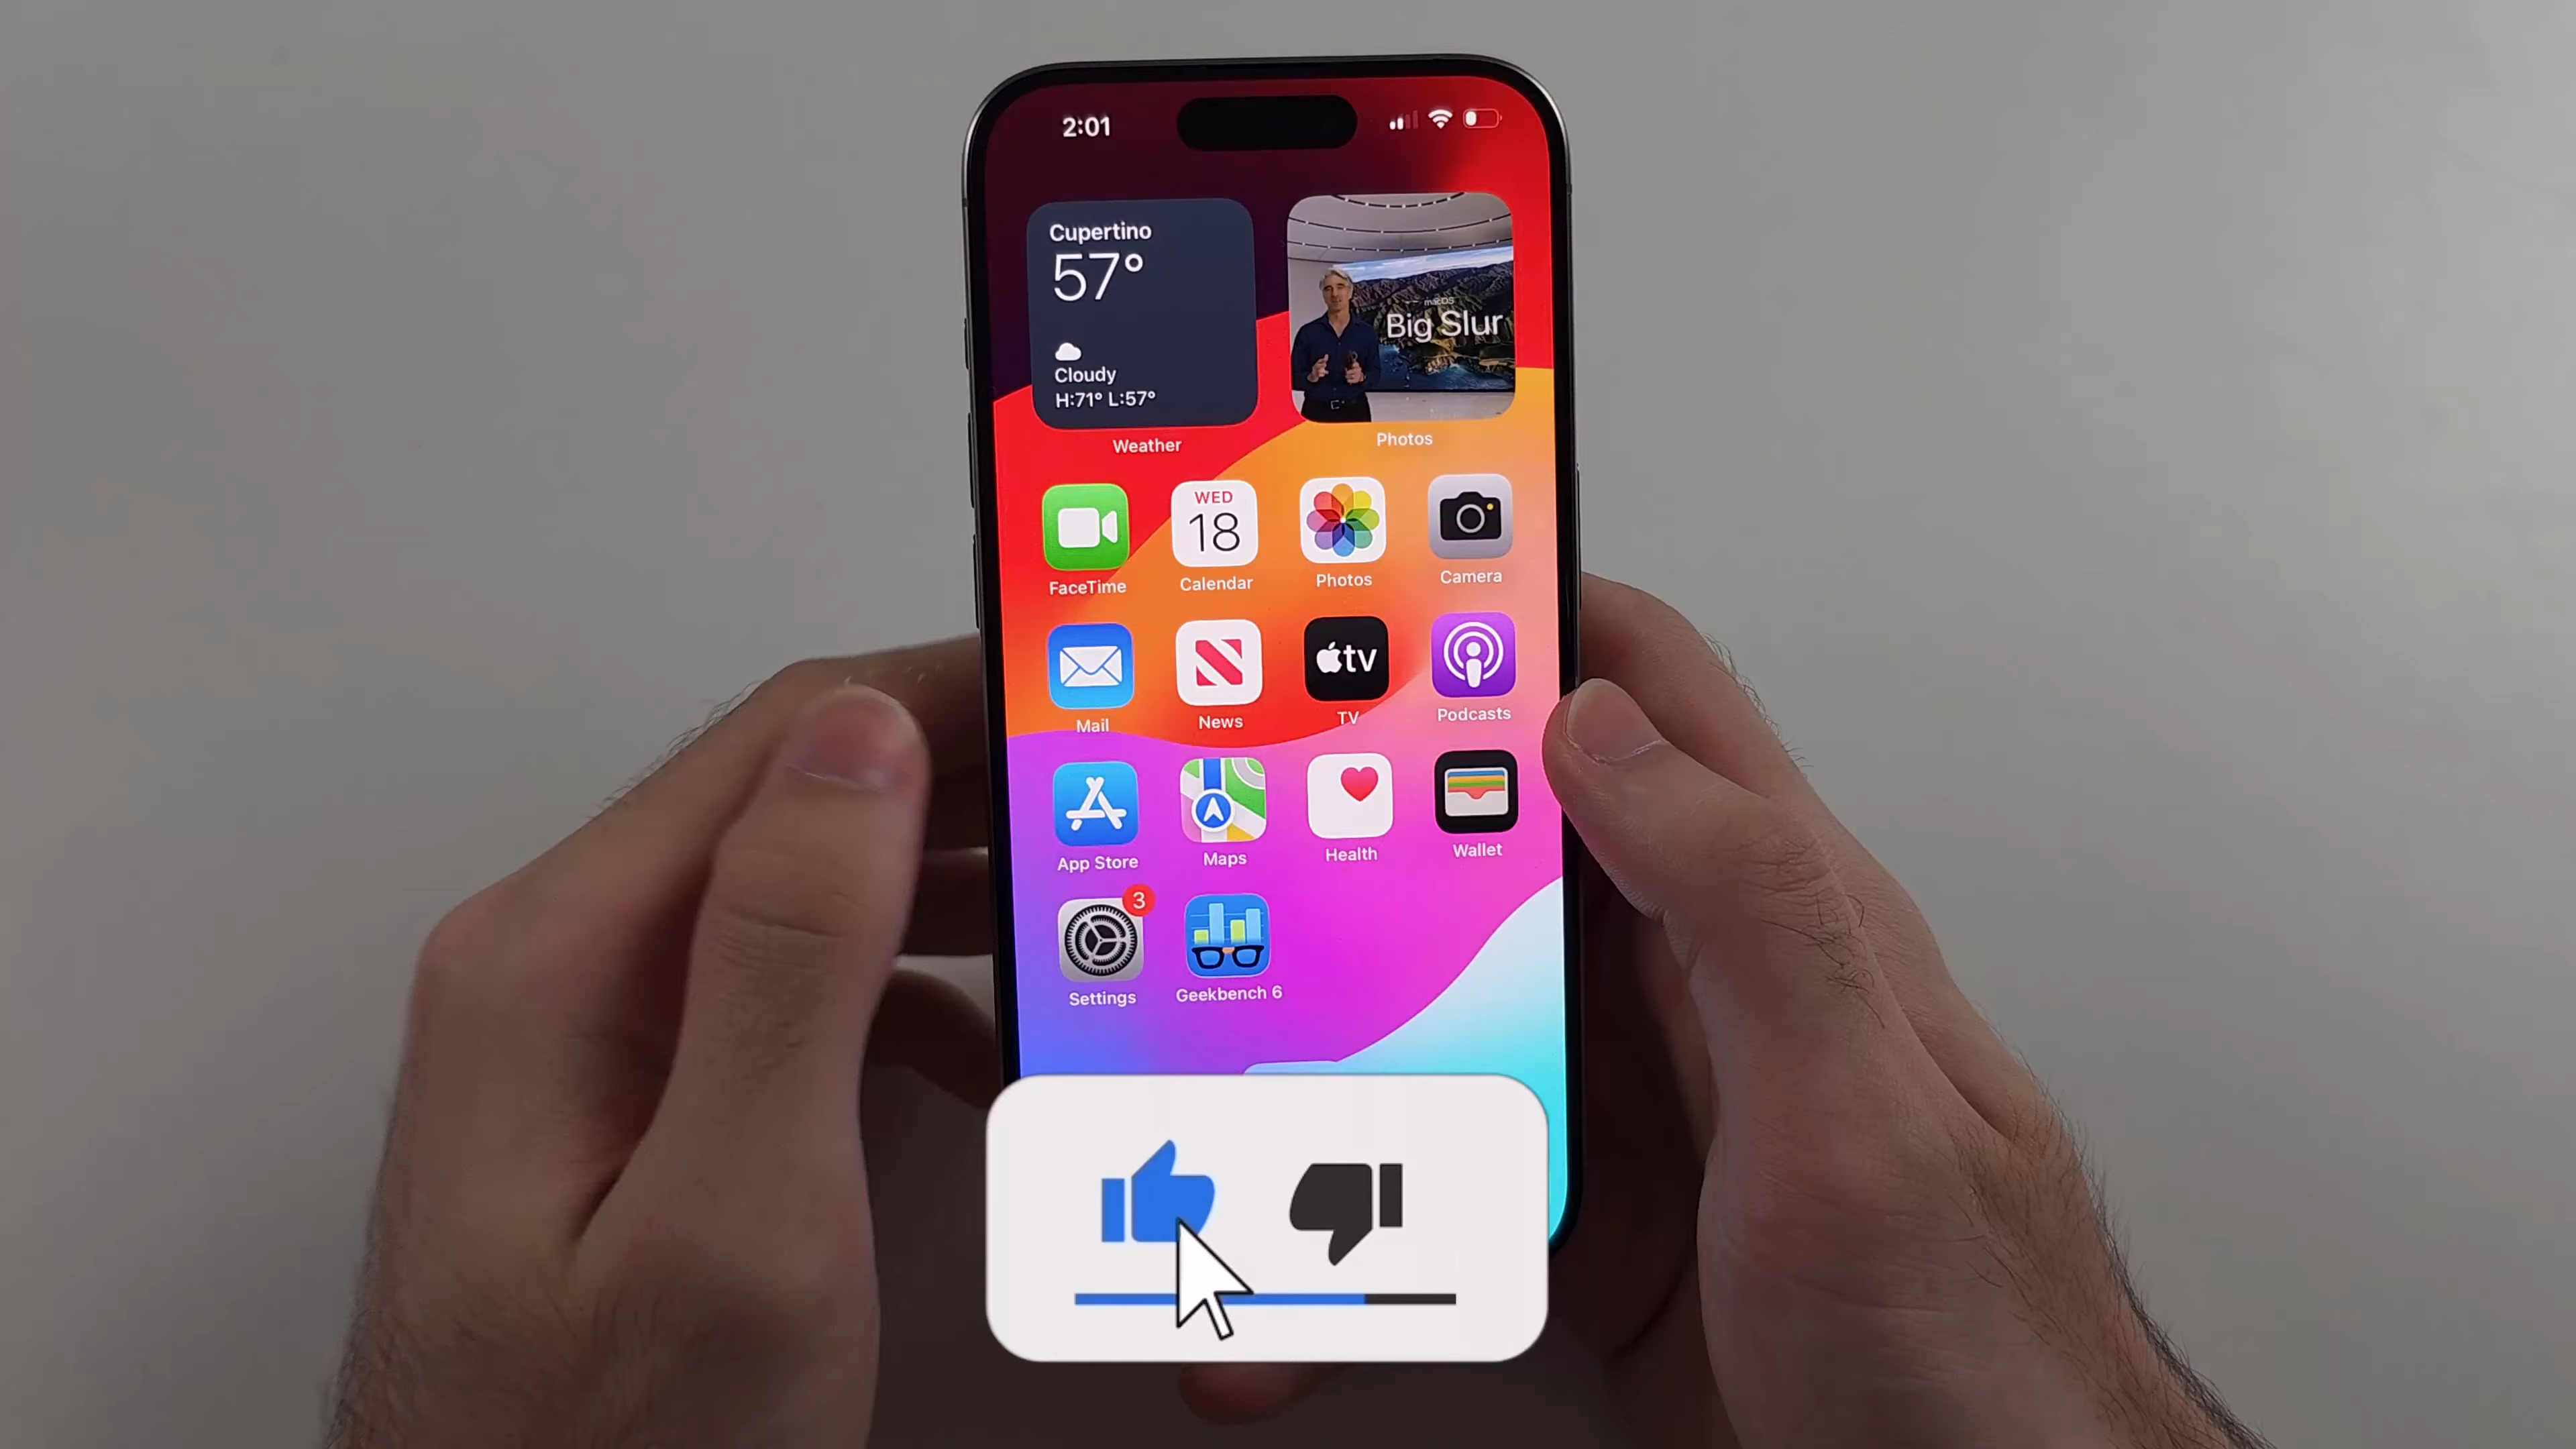 2:01
Cupertino
57°
Cloudy
H:71° L:57°
Weather
macOS
Big Slur
Photos
WED
18
FaceTime
Calendar
Photos
Camera
tv
Mail
News
TV
Podcasts
App Store
Maps
Health
Wallet
3
Settings
Geekbench 6